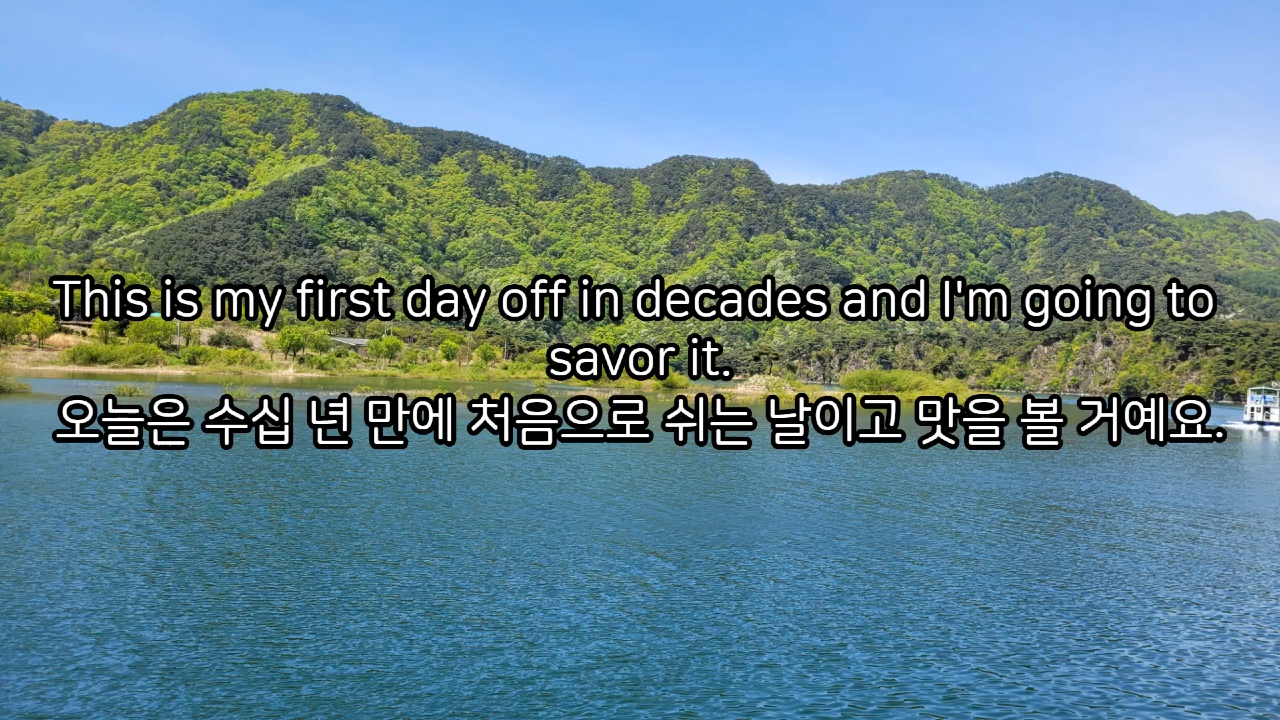 This is my first day off in decades and I'm going to
savor it.
오늘은 수십 년 만에 처음으로 쉬는 날이고 맛을 볼 거예요.